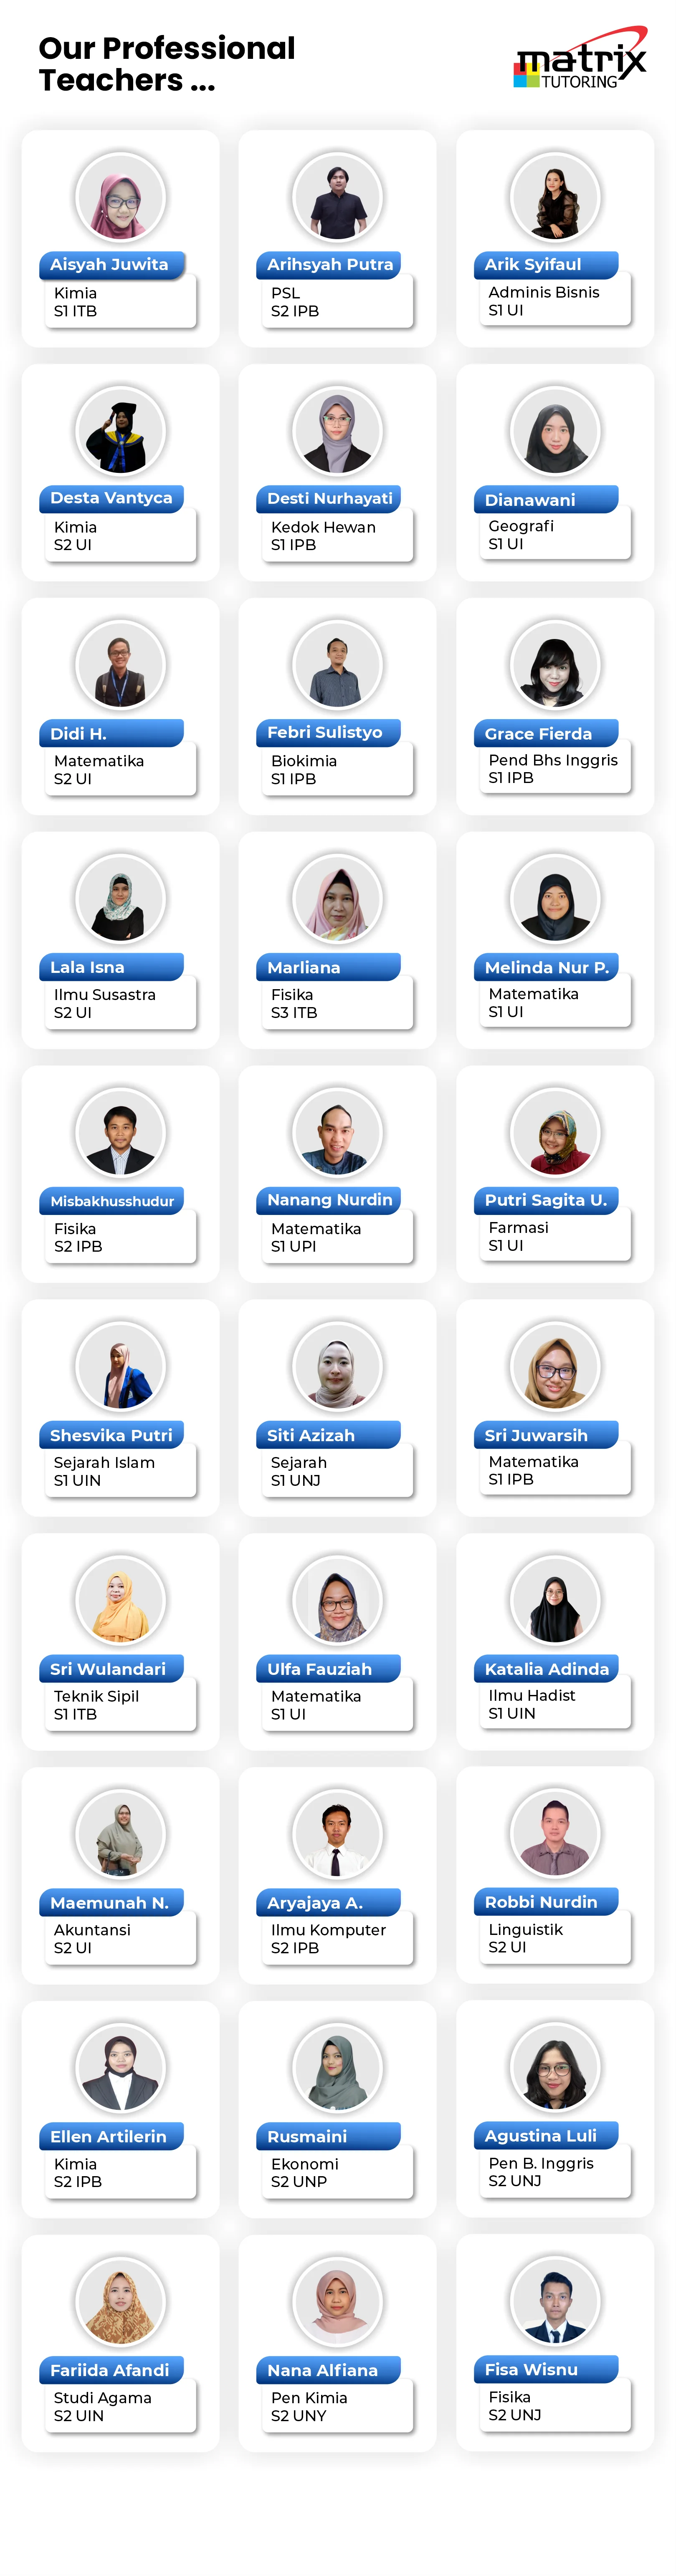 Our Professional
Teachers ...
matrix
TUTORING
Aisyah Juwita
Kimia
S1 ITB
Arihsyah Putra
PSL
S2 IPB
Arik Syifaul
Adminis Bisnis
S1 UI
Desta Vantyca
Kimia
S2 UI
Desti Nurhayati
Kedok Hewan
S1 IPB
Dianawani
Geografi
S1 UI
Didi H.
Matematika
S2 UI
Febri Sulistyo
Biokimia
S1 IPB
Grace Fierda
Pend Bhs Inggris
S1 IPB
Lala Isna
Ilmu Susastra
S2 UI
Marliana
Fisika
S3 ITB
Melinda Nur P.
Matematika
S1 UI
Misbakhusshudur
Fisika
S2 IPB
Nanang Nurdin
Matematika
S1 UPI
Putri Sagita U.
Farmasi
S1 UI
Shesvika Putri
Sejarah Islam
S1 UIN
Siti Azizah
Sejarah
S1 UNJ
Sri Juwarsih
Matematika
S1 IPB
Sri Wulandari
Teknik Sipil
S1 ITB
Ulfa Fauziah
Matematika
S1 UI
Katalia Adinda
Ilmu Hadist
S1 UIN
Maemunah N.
Akuntansi
S2 UI
Aryajaya A.
Ilmu Komputer
S2 IPB
Robbi Nurdin
Linguistik
S2 UI
Ellen Artilerin
Kimia
S2 IPB
Rusmaini
Ekonomi
S2 UNP
Agustina Luli
Pen B. Inggris
S2 UNJ
Fariida Afandi
Studi Agama
S2 UIN
Nana Alfiana
Pen Kimia
S2 UNY
Fisa Wisnu
Fisika
S2 UNJ